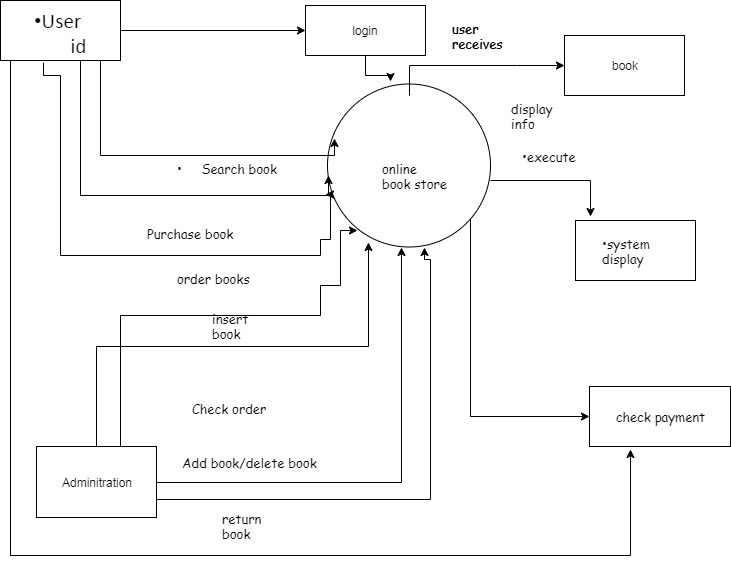 •User
id
login
user
receives
book
display
info
•execute
online
book store
• Search book
Purchase book
•system
display
order books
insert
book
Check order
check payment
Adminitration
Add book/delete book
return
book